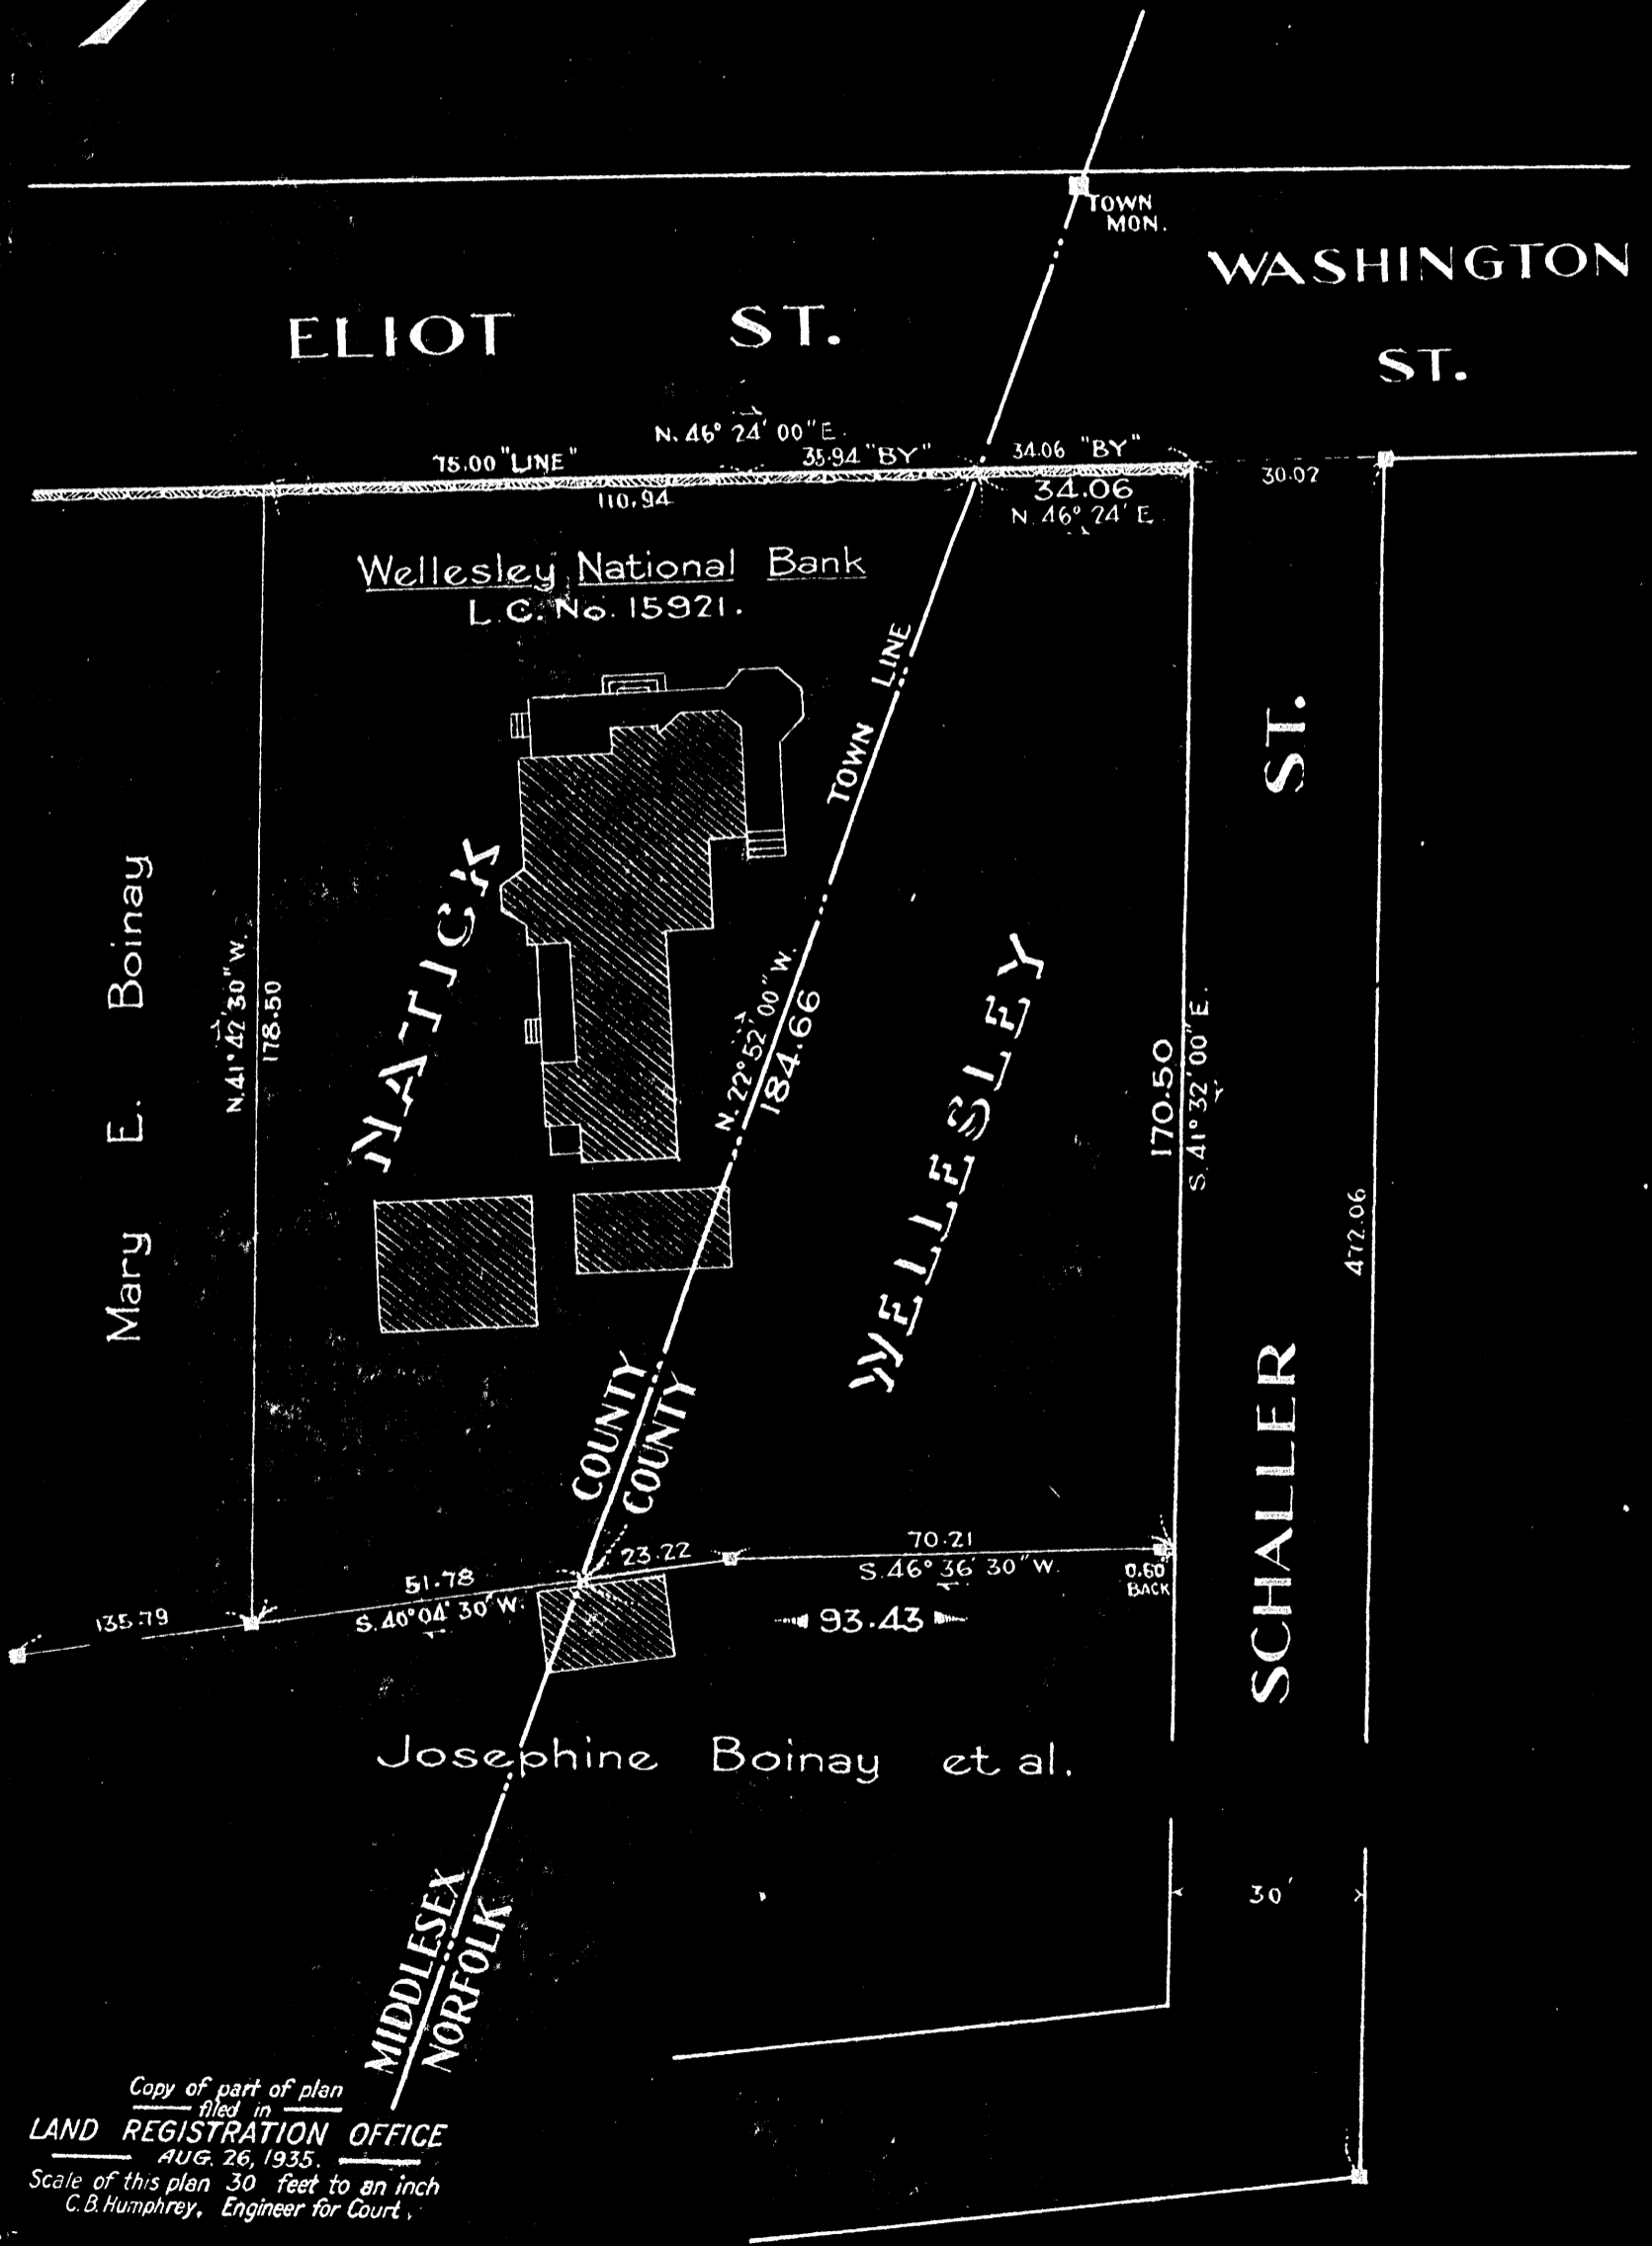 TOWN
MON.
WASHINGTON
ST.
ELIOT ST.
N. 46° 24' 00" E.
75.00 "LINE"
35.94 "BY"
34.06 "BY"
30.02
110.94
34.06
N. 46° 24' E.
Wellesley National Bank
L.C. No. 15921.
TOWN LINE
Mary E. Boinay
N. 41° 42' 30" W.
178.50
NATICK
N. 22° 52' 00" W.
184.66
WELLESLEY
170.50
S. 41° 32' 00" E.
SCHALLER ST.
472.06
COUNTY
COUNTY
135.79
51.78
S. 40° 04' 30" W.
23.22
70.21
S. 46° 36' 30" W.
0.60
BACK
93.43
Josephine Boinay et al.
30'
MIDDLESEX
NORFOLK
Copy of part of plan
filed in
LAND REGISTRATION OFFICE
AUG. 26, 1935.
Scale of this plan 30 feet to an inch
C.B. Humphrey, Engineer for Court.